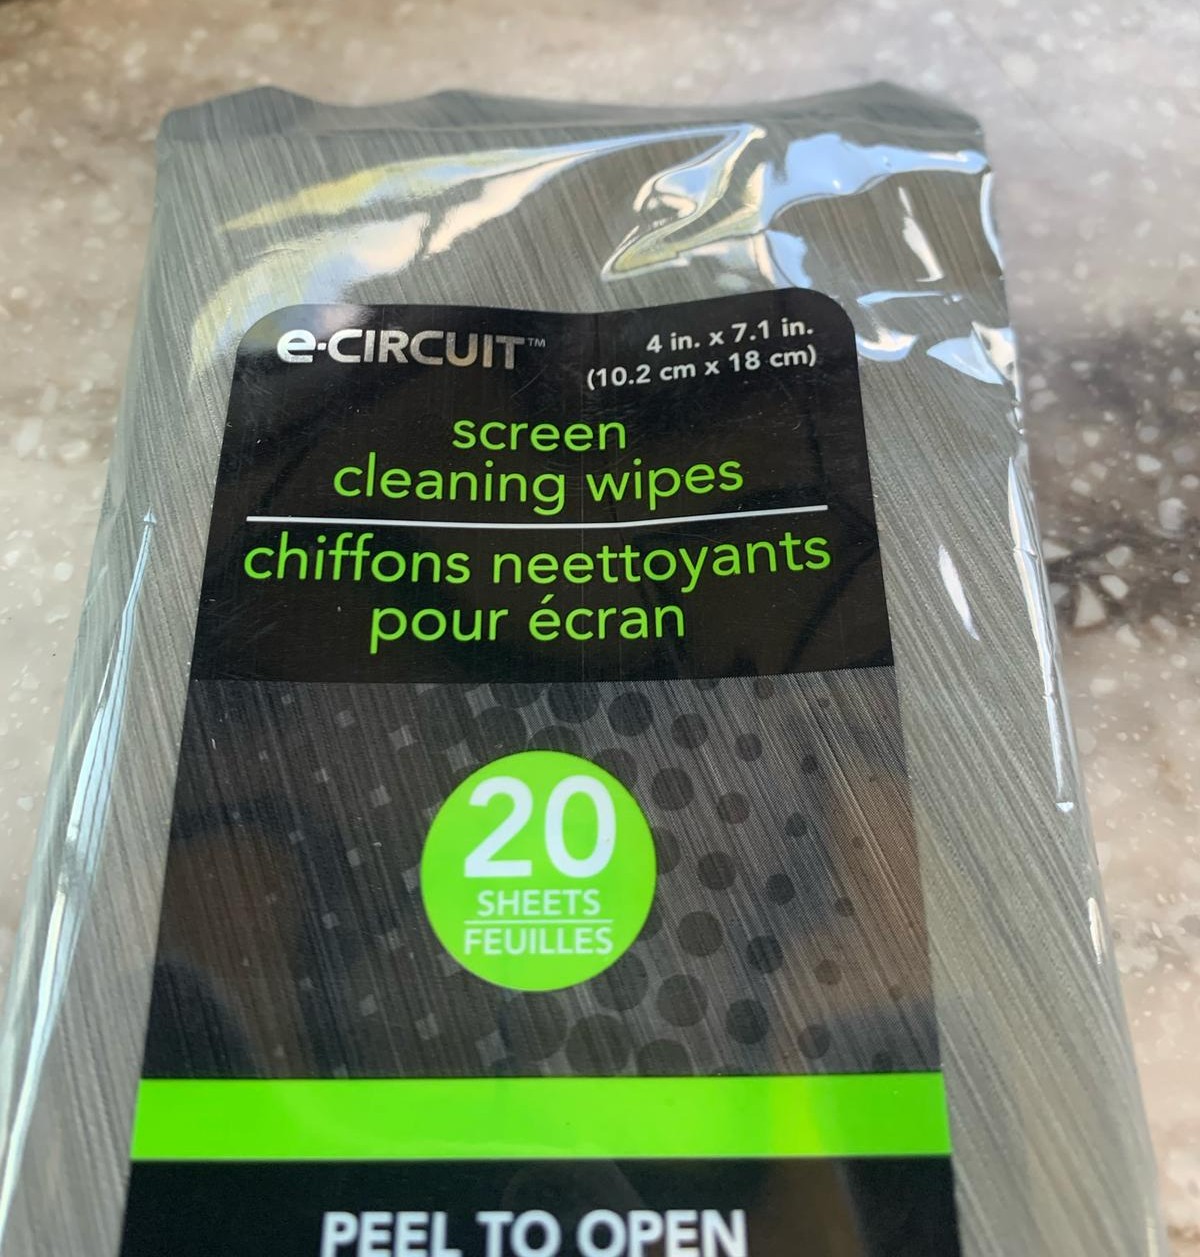 e-CIRCUIT™
4 in. x 7.1 in.
(10.2 cm x 18 cm)
screen
cleaning wipes
chiffons neettoyants
pour écran
20
SHEETS
FEUILLES
PEEL TO OPEN